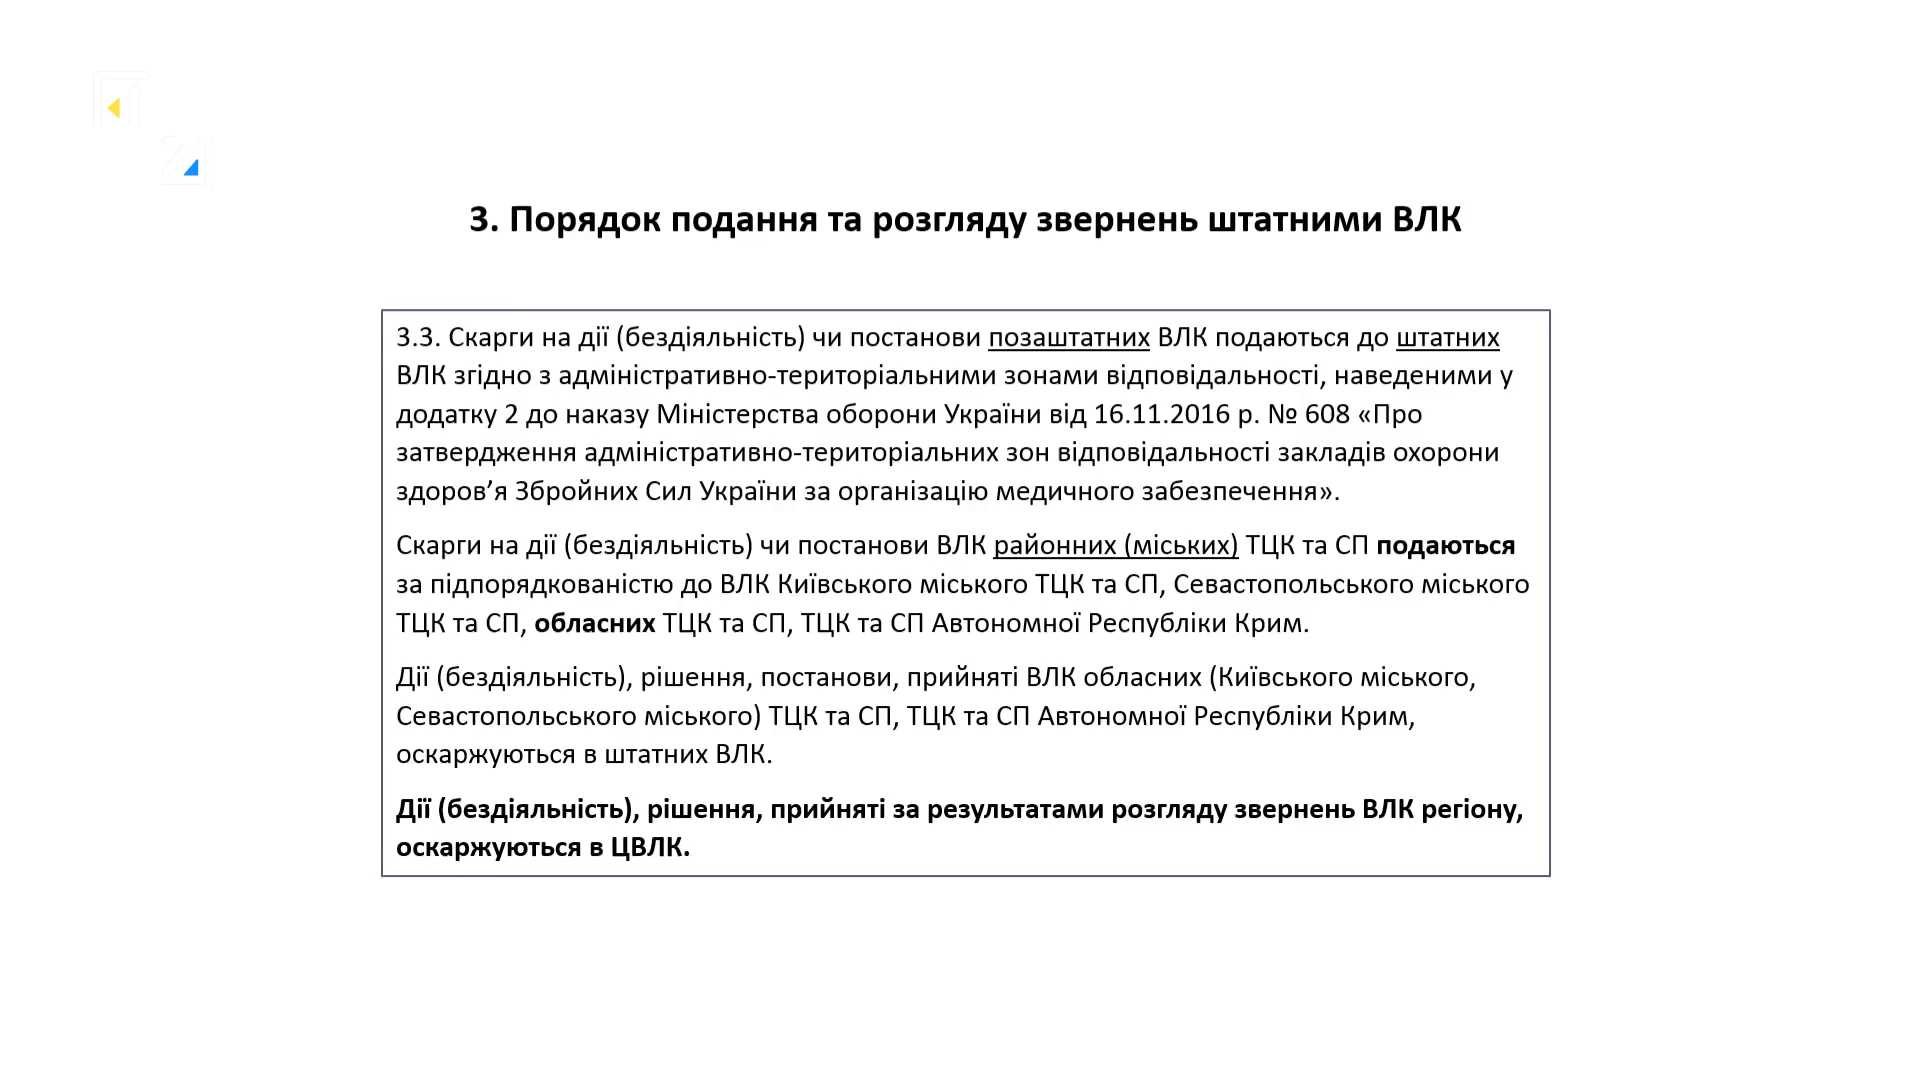 3. Порядок подання та розгляду звернень штатними ВЛК
3.3. Скарги на дії (бездіяльність) чи постанови позаштатних ВЛК подаються до штатних
ВЛК згідно з адміністративно-територіальними зонами відповідальності, наведеними у
додатку 2 до наказу Міністерства оборони України від 16.11.2016 р. № 608 «Про
затвердження адміністративно-територіальних зон відповідальності закладів охорони
здоров’я Збройних Сил України за організацію медичного забезпечення».
Скарги на дії (бездіяльність) чи постанови ВЛК районних (міських) ТЦК та СП подаються
за підпорядкованістю до ВЛК Київського міського ТЦК та СП, Севастопольського міського
ТЦК та СП, обласних ТЦК та СП, ТЦК та СП Автономної Республіки Крим.
Дії (бездіяльність), рішення, постанови, прийняті ВЛК обласних (Київського міського,
Севастопольського міського) ТЦК та СП, ТЦК та СП Автономної Республіки Крим,
оскаржуються в штатних ВЛК.
Дії (бездіяльність), рішення, прийняті за результатами розгляду звернень ВЛК регіону,
оскаржуються в ЦВЛК.